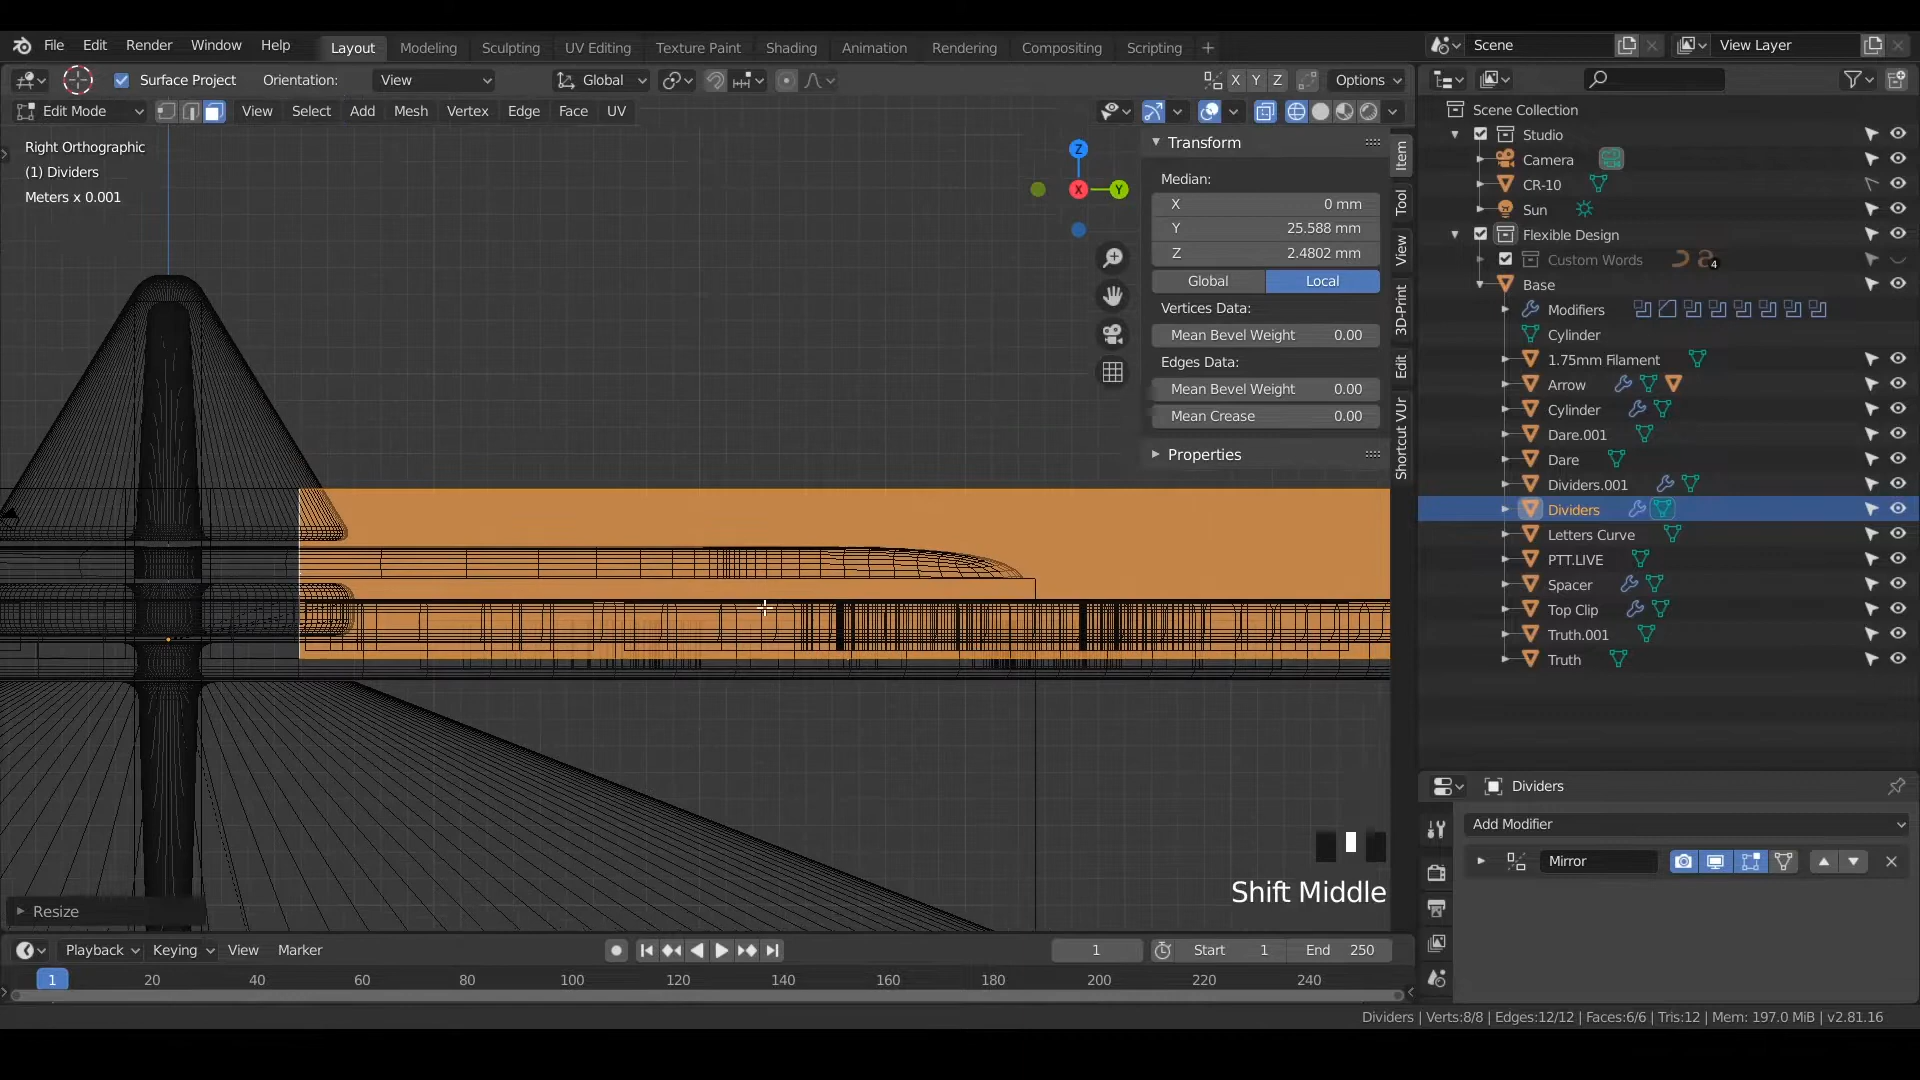 File Edit Render Window Help Layout Modeling Sculpting UV Editing Texture Paint Shading Animation Rendering Compositing Scripting + Scene View Layer
Surface Project Orientation: View Global X Y Z Options
Edit Mode View Select Add Mesh Vertex Edge Face UV
Right Orthographic
(1) Dividers
Meters x 0.001
Z
X
Y
Transform
Median:
X 0 mm
Y 25.588 mm
Z 2.4802 mm
Global Local
Vertices Data:
Mean Bevel Weight 0.00
Edges Data:
Mean Bevel Weight 0.00
Mean Crease 0.00
Properties
Item
Tool
View
3D-Print
Edit
Shortcut VUr
Scene Collection
Studio
Camera
CR-10
Sun
Flexible Design
Custom Words 4
Base
Modifiers
Cylinder
1.75mm Filament
Arrow
Cylinder
Dare.001
Dare
Dividers.001
Dividers
Letters Curve
PTT.LIVE
Spacer
Top Clip
Truth.001
Truth
Dividers
Add Modifier
Mirror
Shift Middle
Resize
Playback Keying View Marker 1 Start 1 End 250
1 20 40 60 80 100 120 140 160 180 200 220 240
Dividers | Verts:8/8 | Edges:12/12 | Faces:6/6 | Tris:12 | Mem: 197.0 MiB | v2.81.16